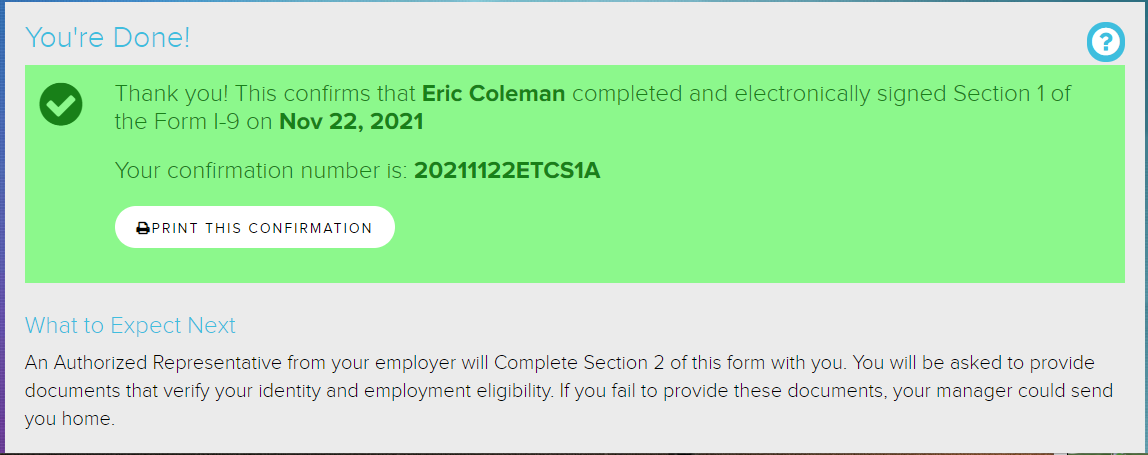 You're Done!
?
Thank you! This confirms that Eric Coleman completed and electronically signed Section 1 of
the Form I-9 on Nov 22, 2021
Your confirmation number is: 20211122ETCS1A
PRINT THIS CONFIRMATION
What to Expect Next
An Authorized Representative from your employer will Complete Section 2 of this form with you. You will be asked to provide
documents that verify your identity and employment eligibility. If you fail to provide these documents, your manager could send
you home.